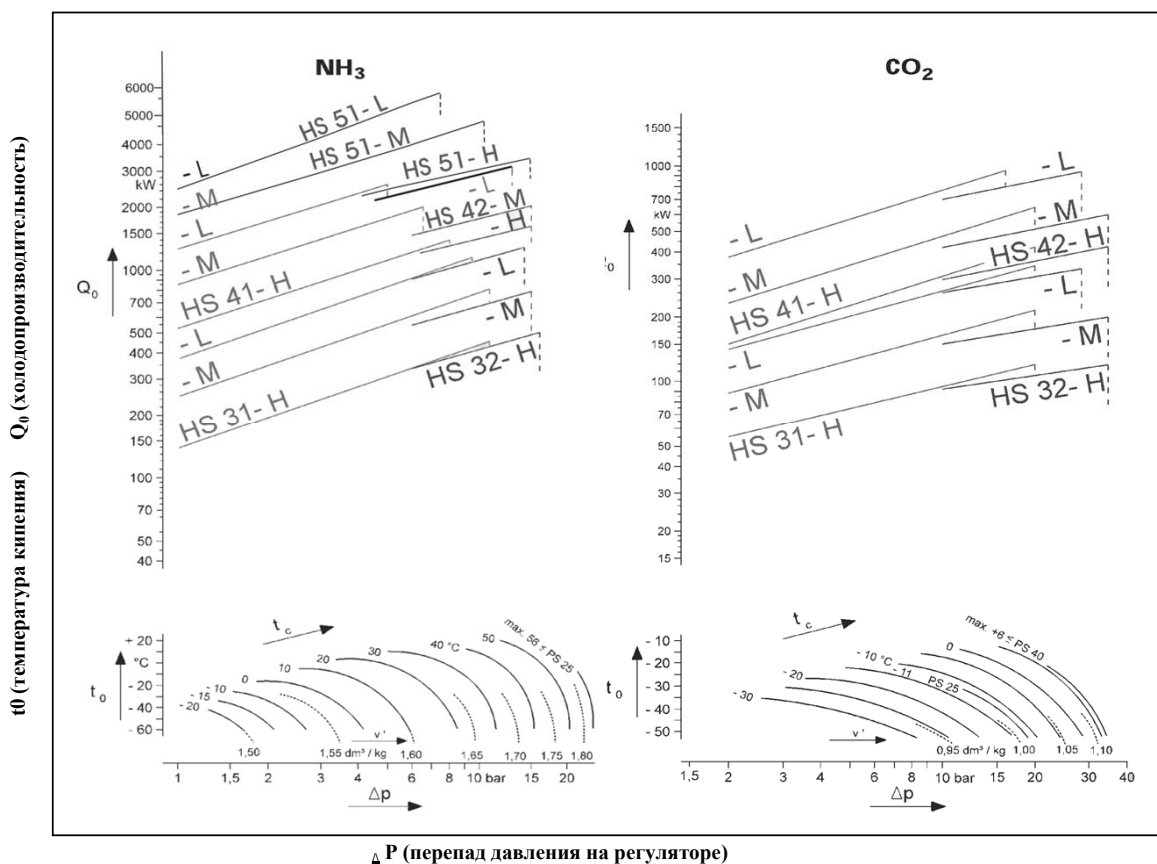 NH₃
CO₂
6000
5000
4000
3000
kW
2000
1500
1000
700
500
400
300
200
150
100
70
50
40
Q₀
HS 51- L
HS 51- M
HS 51- H
- L
- L
HS 42- M
- M
- H
- L
- M
HS 41- H
- L
- L
- M
- M
HS 32- H
HS 31- H
1500
1000
700
kW
500
400
300
200
150
100
70
50
40
30
20
15
- L
- L
- M
- M
HS 42- H
HS 41- H
- L
- L
- M
- M
HS 32- H
HS 31- H
Q₀ (холодопроизводительность)
t0 (температура кипения)
+ 20
°C
- 20
- 40
- 60
t₀
t c
- 20
- 15
- 10
0
10
20
30
40 °C
50
max. 56 ≤ PS 25
v'
1,50
1,55 dm³ / kg
1,60
1,65
1,70
1,75
1,80
1
1,5
2
3
4
6
8
10 bar
15
20
Δp
- 10
- 20
- 30
- 40
- 50
t₀
t c
- 30
- 20
- 10 °C
- 11
PS 25
0
max. +6 ≤ PS 40
v'
0,95 dm³ / kg
1,00
1,05
1,10
1,5
2
3
4
6
8
10 bar
15
20
30
40
Δp
Δ P (перепад давления на регуляторе)